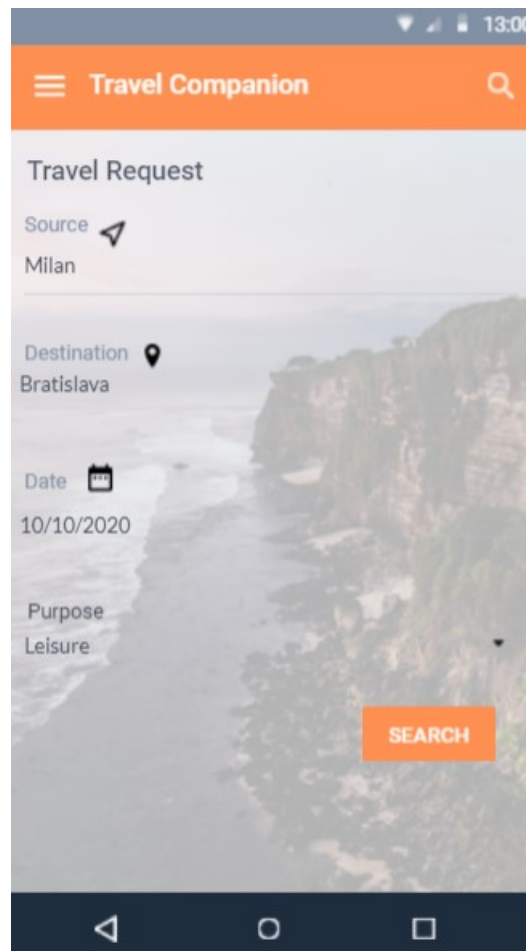 13:00
Travel Companion
Travel Request
Source
Milan
Destination
Bratislava
Date
10/10/2020
Purpose
Leisure
SEARCH